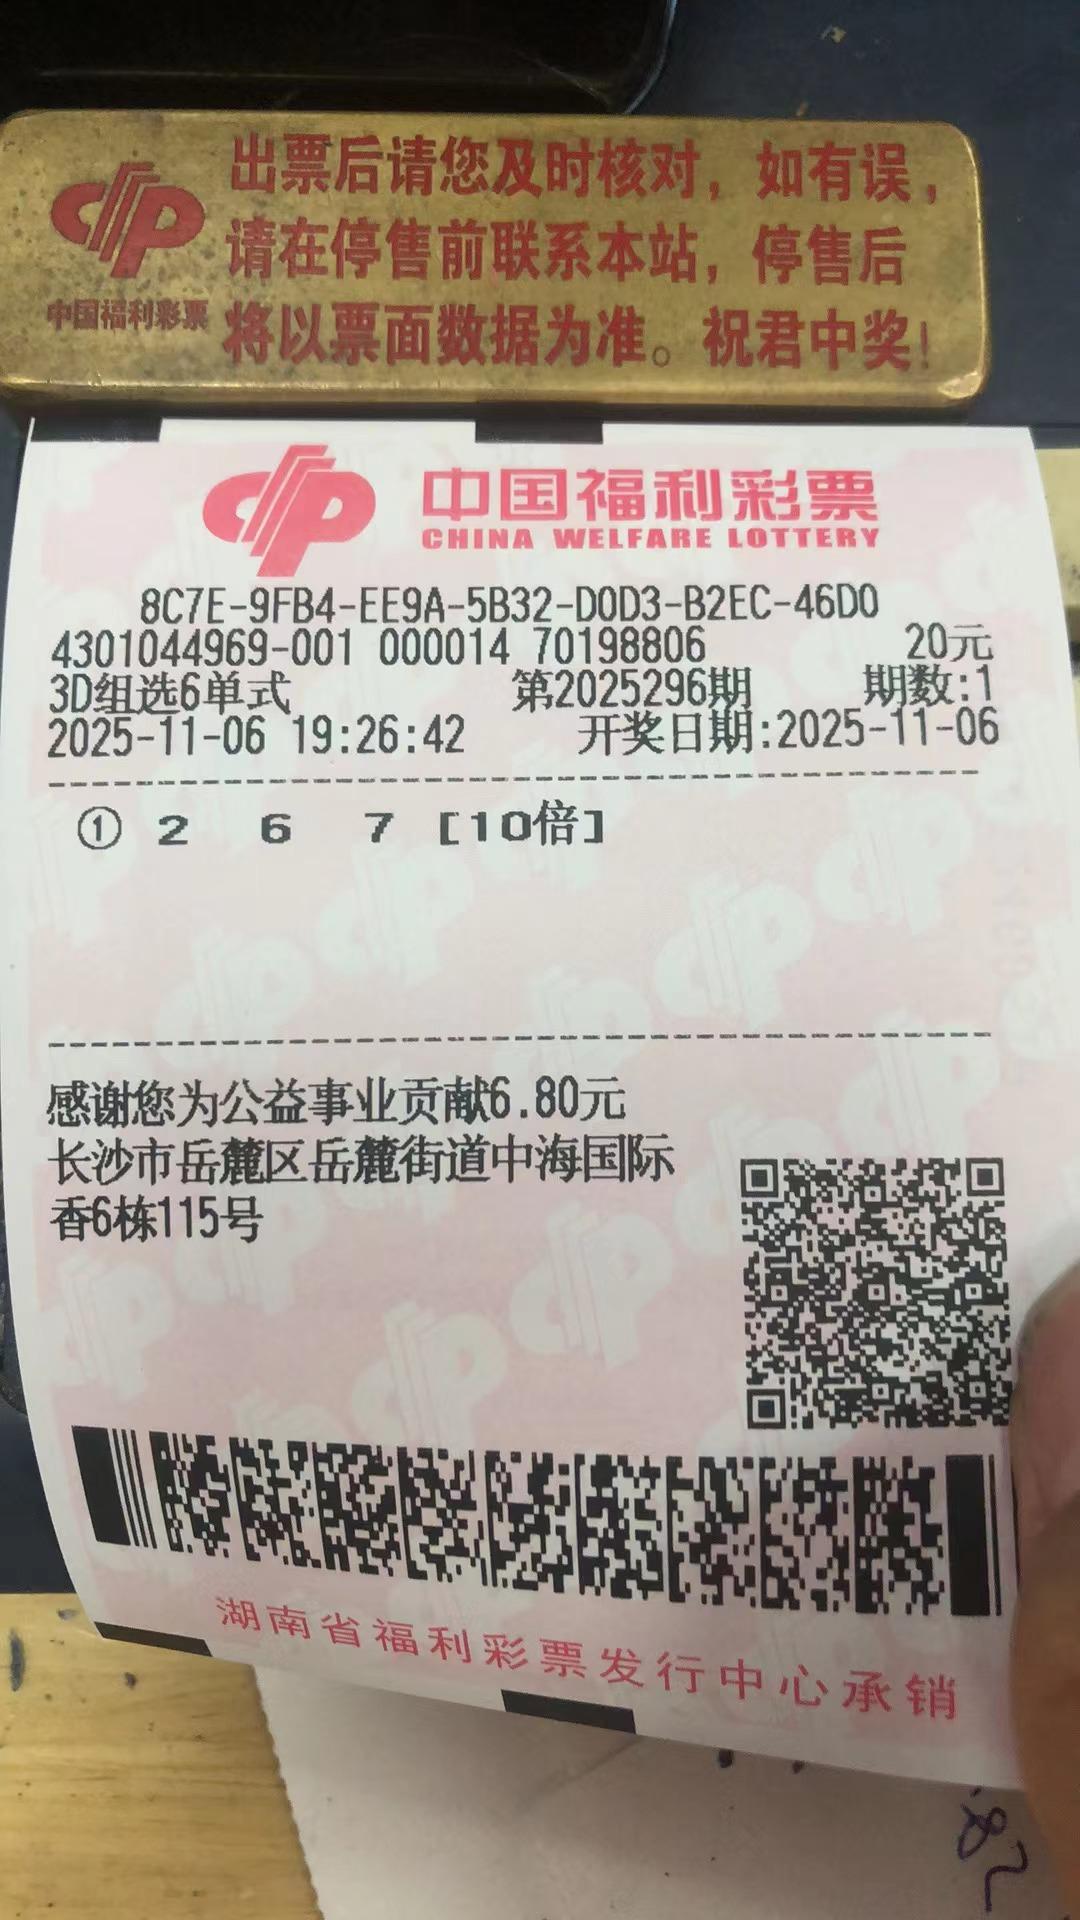 出票后请您及时核对，如有误，
请在停售前联系本站，停售后
将以票面数据为准。祝君中奖！
中国福利彩票
中国福利彩票
CHINA WELFARE LOTTERY
8C7E-9FB4-EE9A-5B32-D0D3-B2EC-46D0
4301044969-001 000014 70198806 20元
3D组选6单式 第2025296期 期数:1
2025-11-06 19:26:42 开奖日期:2025-11-06
① 2 6 7 [10倍]
感谢您为公益事业贡献6.80元
长沙市岳麓区岳麓街道中海国际
香6栋115号
湖南省福利彩票发行中心承销